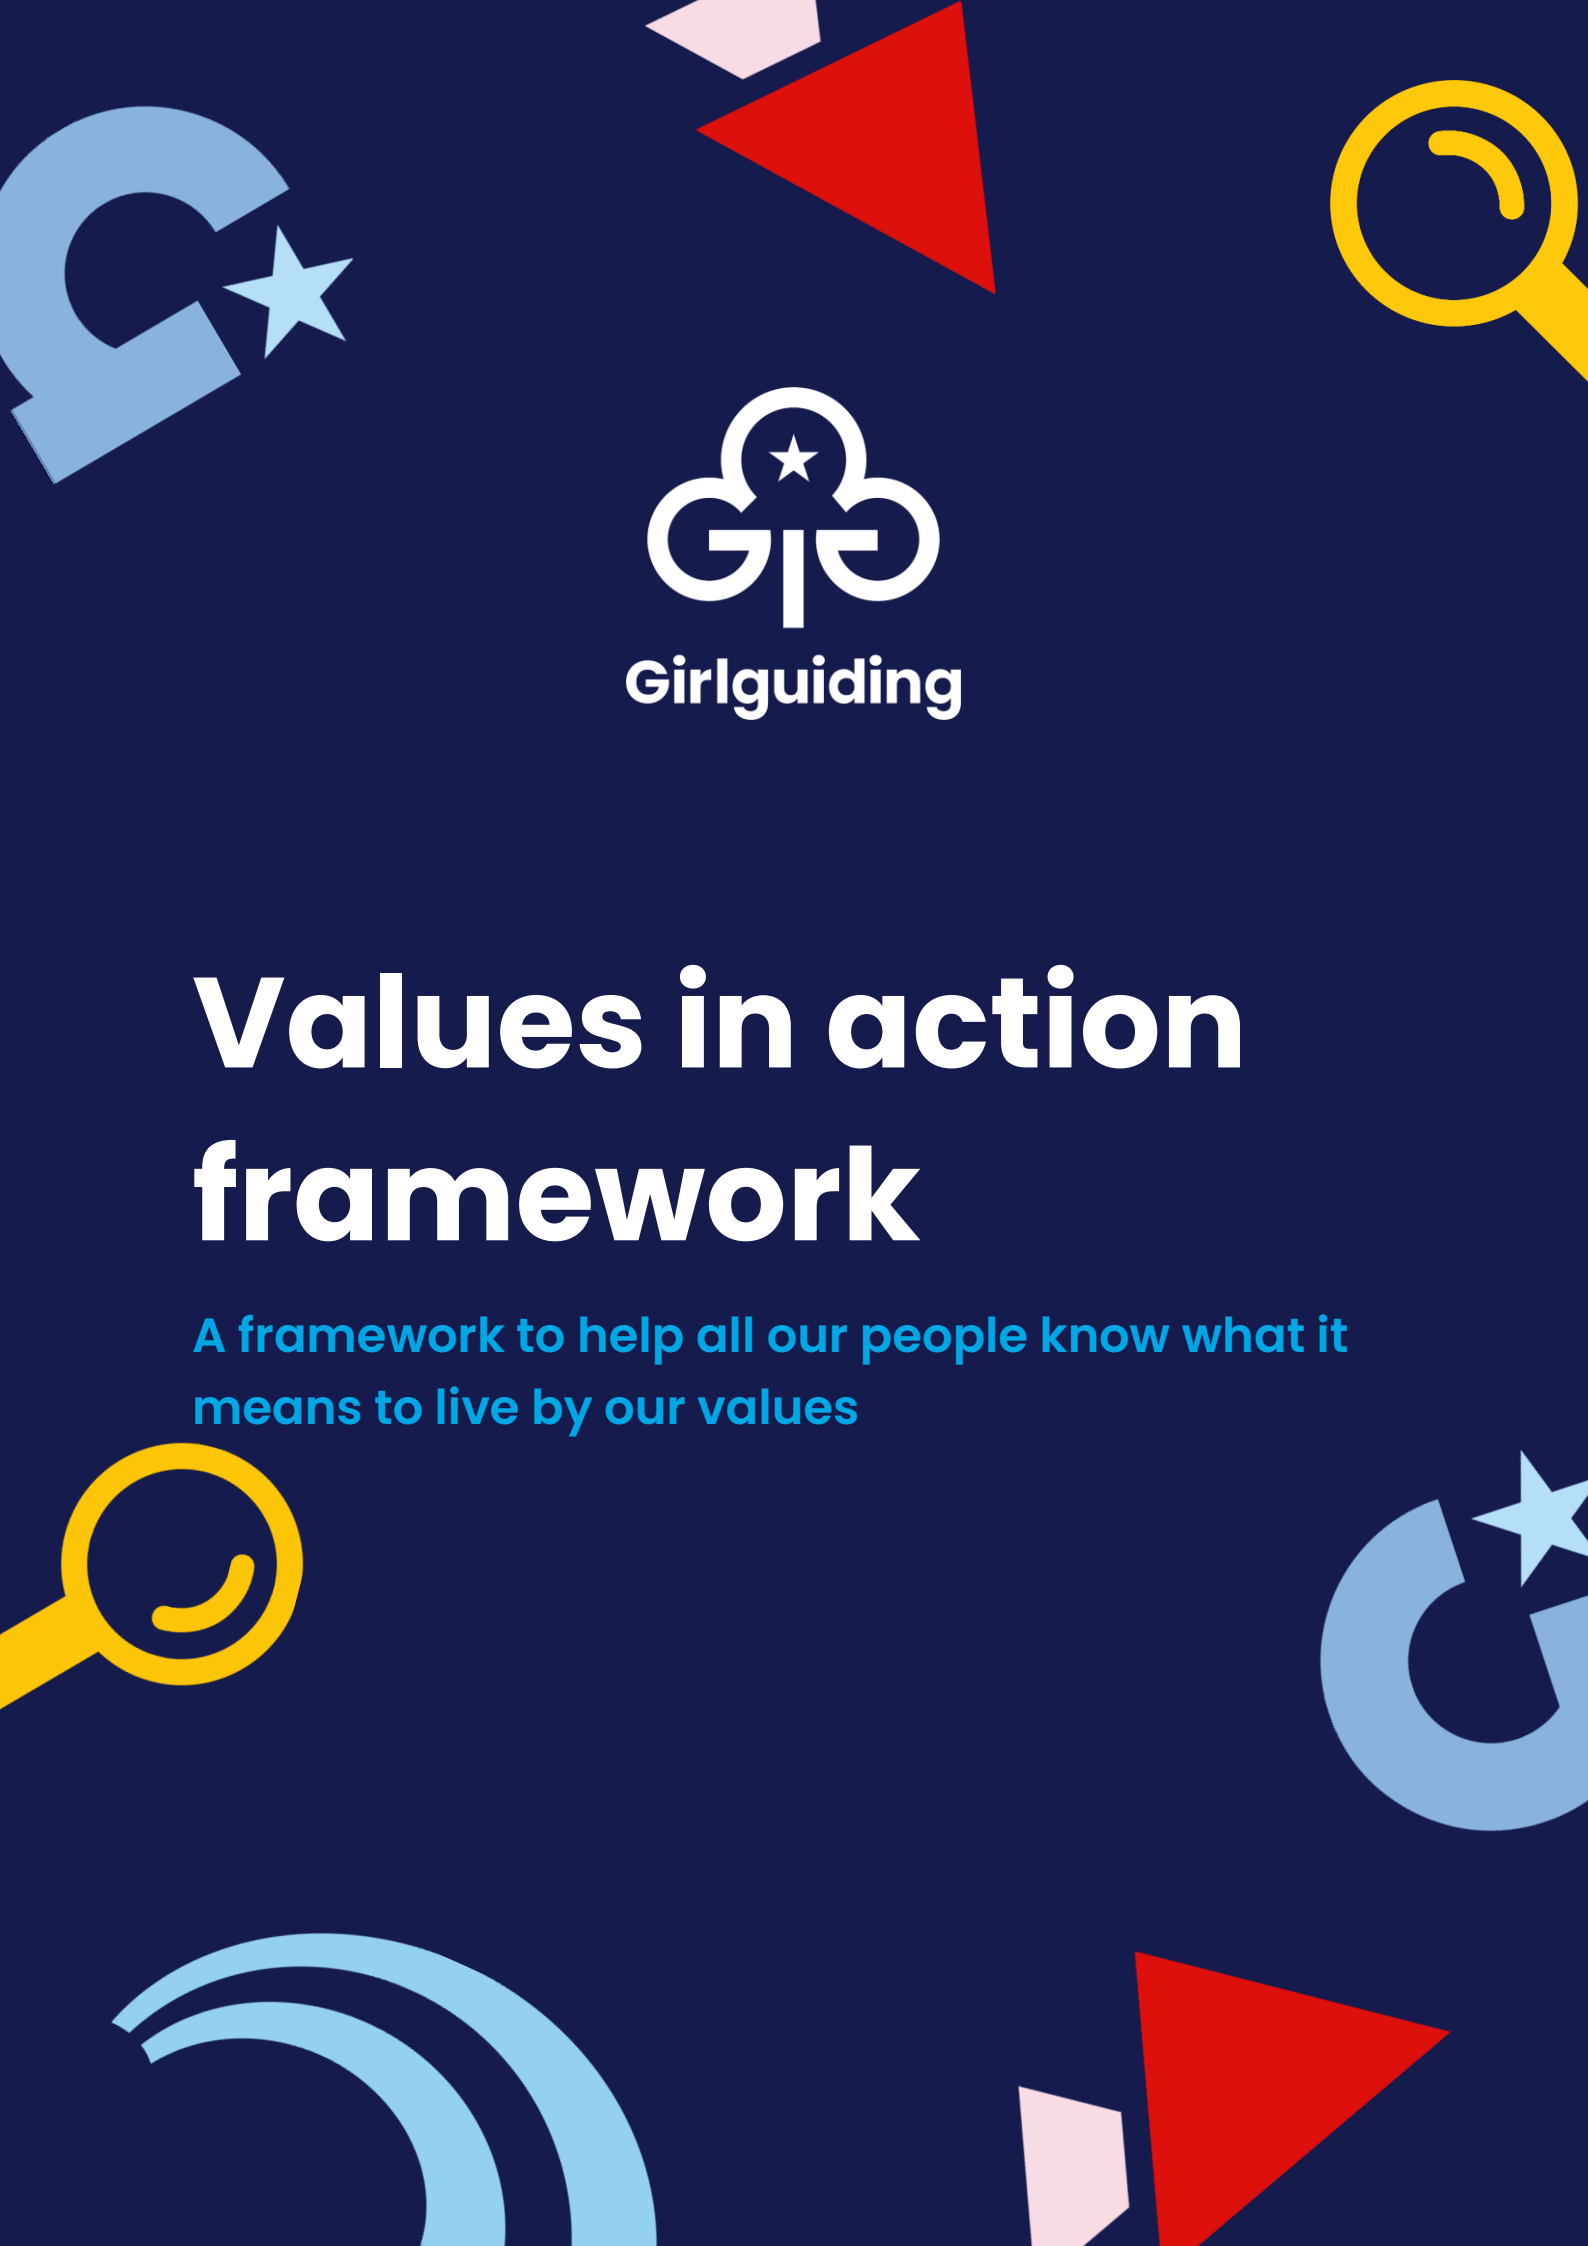 Girlguiding
Values in action
framework
A framework to help all our people know what it
means to live by our values